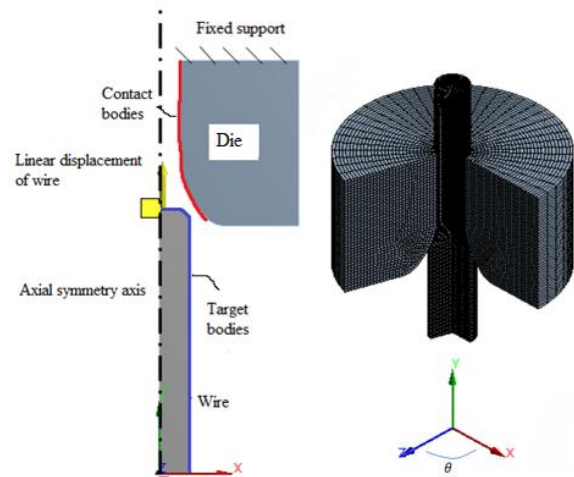 Fixed support
Contact
bodies
Die
Linear displacement
of wire
Axial symmetry axis
Target
bodies
Wire
Z
X
Y
Z
X
θ